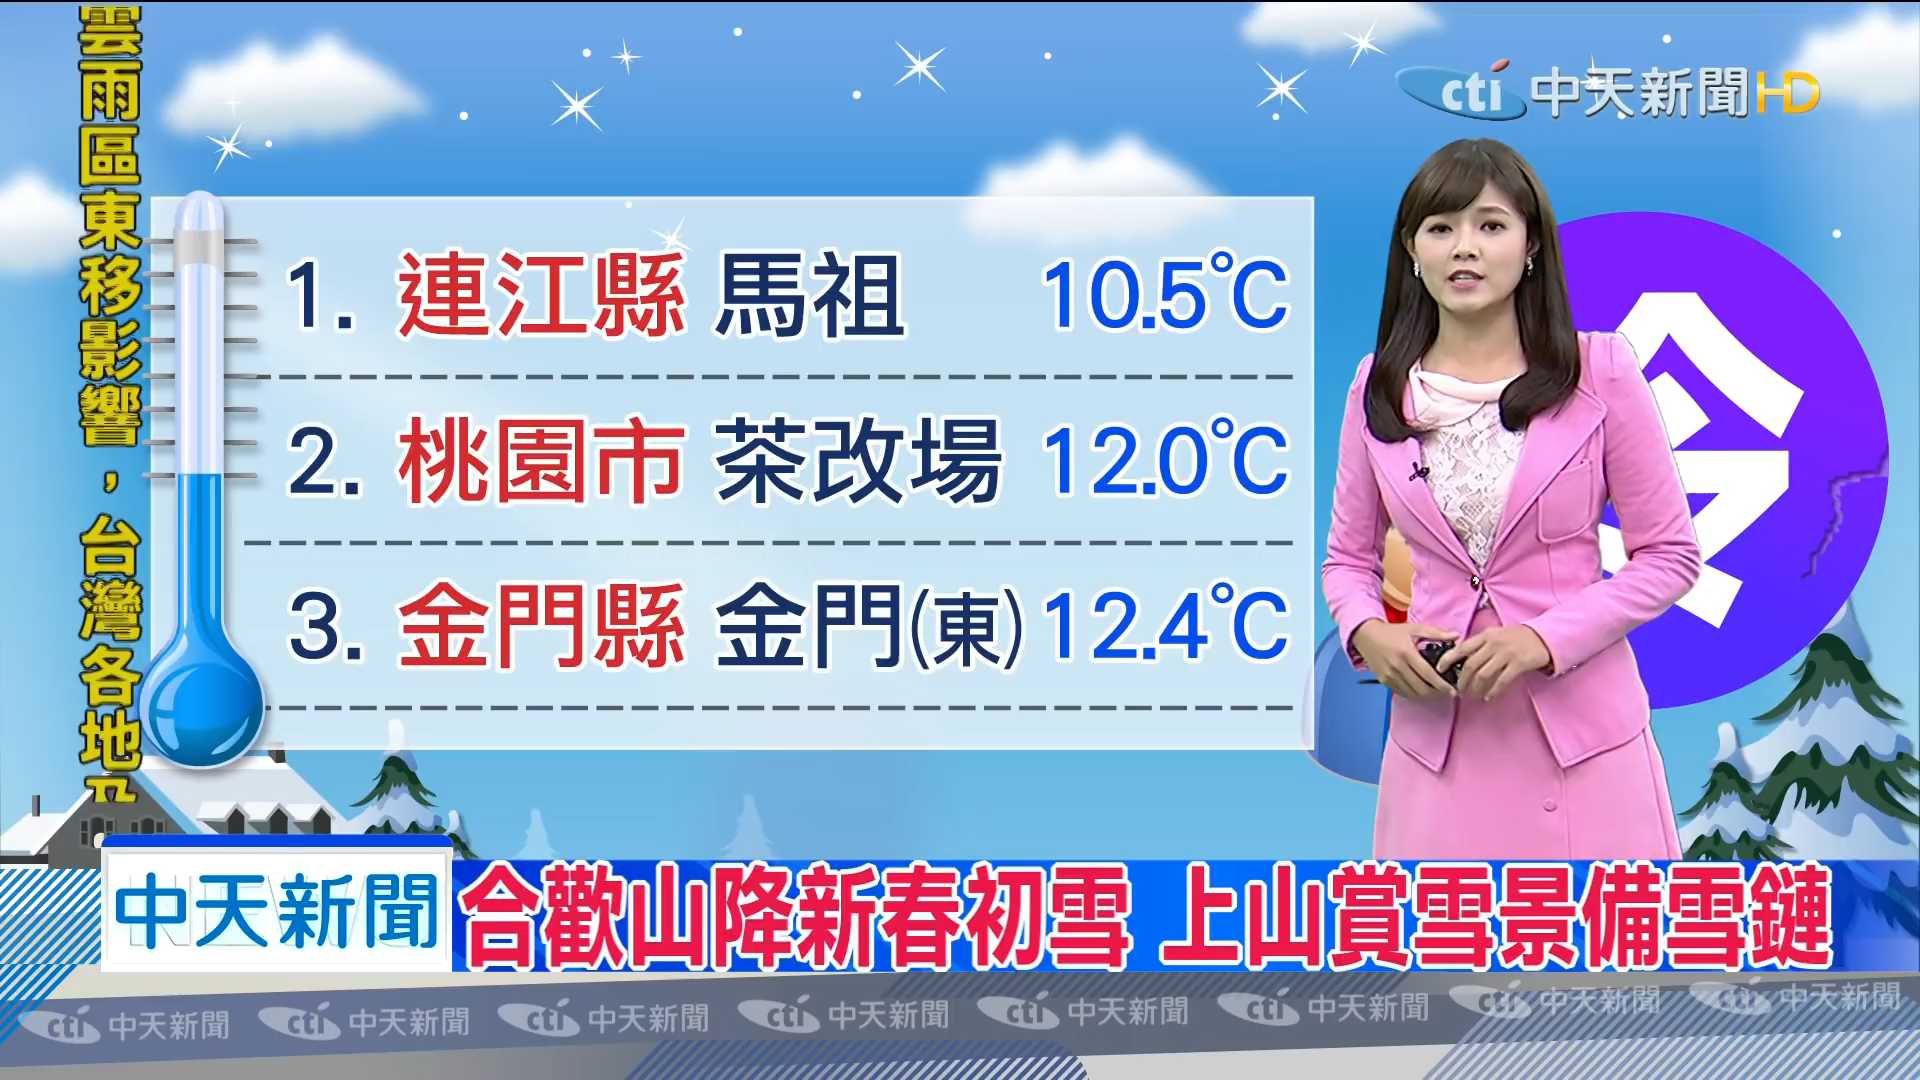 雲雨區東移影響，台灣各地
cti 中天新聞HD
1. 連江縣 馬祖 10.5℃
2. 桃園市 茶改場 12.0℃
3. 金門縣 金門(東) 12.4℃
冷
中天新聞
合歡山降新春初雪 上山賞雪景備雪鏈
cti 中天新聞 cti 中天新聞 cti 中天新聞 cti 中天新聞 cti 中天新聞 cti 中天新聞 cti 中天新聞 cti 中天新聞